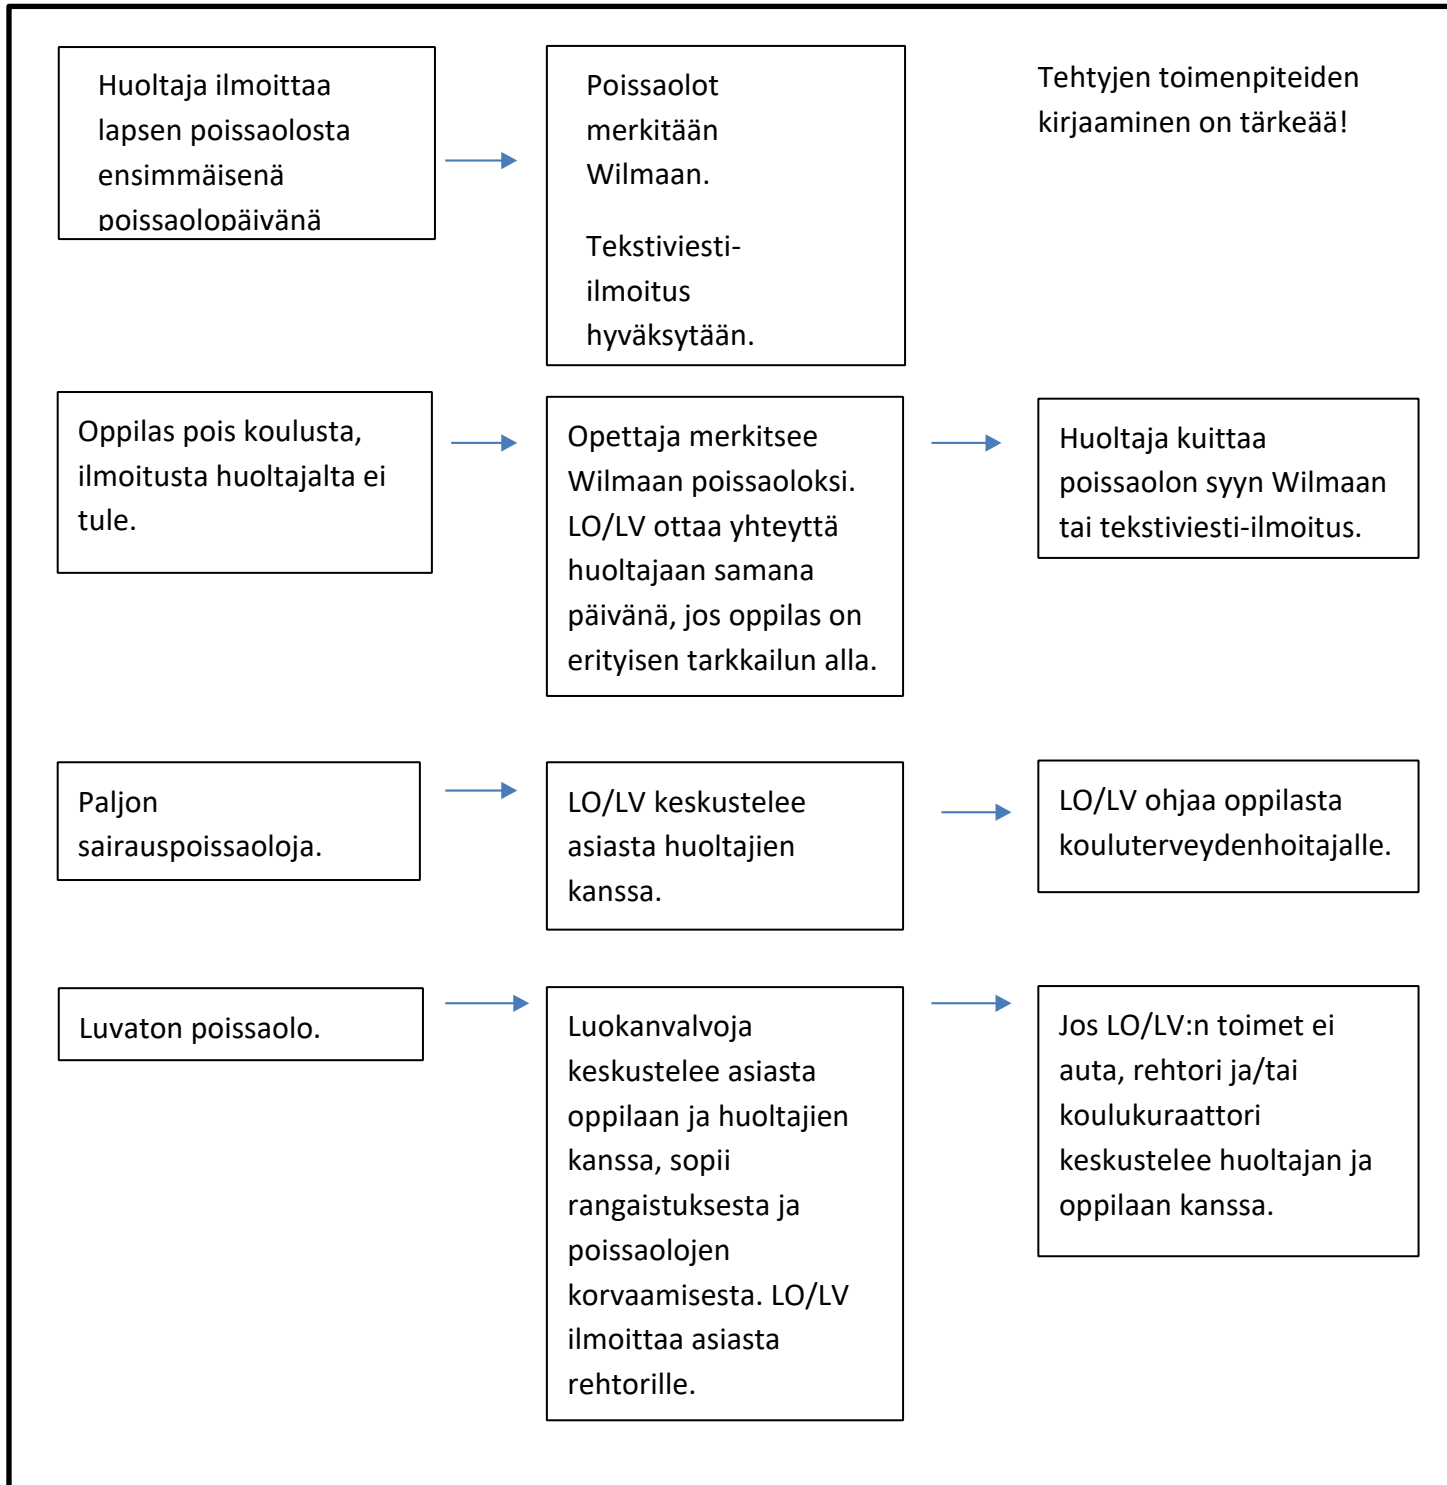 Huoltaja ilmoittaa
lapsen poissaolosta
ensimmäisenä
poissaolopäivänä
Poissaolot
merkitään
Wilmaan.
Tekstiviesti-
ilmoitus
hyväksytään.
Tehtyjen toimenpiteiden
kirjaaminen on tärkeää!
Oppilas pois koulusta,
ilmoitusta huoltajalta ei
tule.
Opettaja merkitsee
Wilmaan poissaoloksi.
LO/LV ottaa yhteyttä
huoltajaan samana
päivänä, jos oppilas on
erityisen tarkkailun alla.
Huoltaja kuittaa
poissaolon syyn Wilmaan
tai tekstiviesti-ilmoitus.
Paljon
sairauspoissaoloja.
LO/LV keskustelee
asiasta huoltajien
kanssa.
LO/LV ohjaa oppilasta
kouluterveydenhoitajalle.
Luvaton poissaolo.
Luokanvalvoja
keskustelee asiasta
oppilaan ja huoltajien
kanssa, sopii
rangaistuksesta ja
poissaolojen
korvaamisesta. LO/LV
ilmoittaa asiasta
rehtorille.
Jos LO/LV:n toimet ei
auta, rehtori ja/tai
koulukuraattori
keskustelee huoltajan ja
oppilaan kanssa.